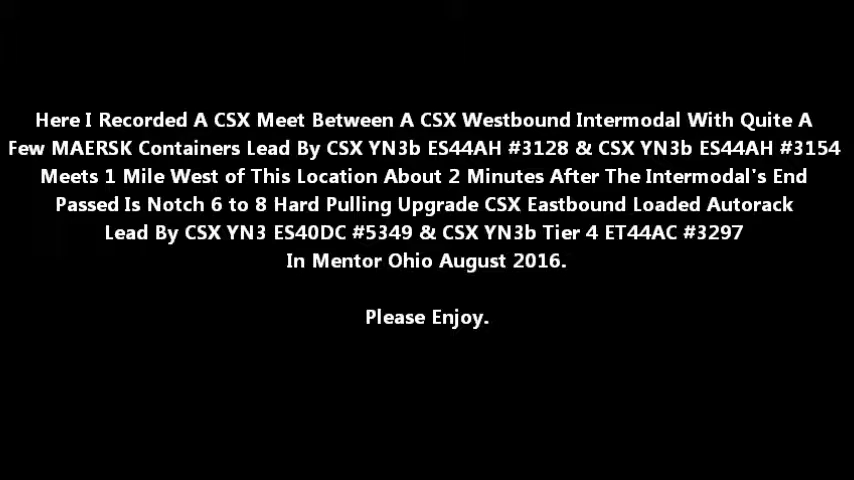 Here I Recorded A CSX Meet Between A CSX Westbound Intermodal With Quite A
Few MAERSK Containers Lead By CSX YN3b ES44AH #3128 & CSX YN3b ES44AH #3154
Meets 1 Mile West of This Location About 2 Minutes After The Intermodal's End
Passed Is Notch 6 to 8 Hard Pulling Upgrade CSX Eastbound Loaded Autorack
Lead By CSX YN3 ES40DC #5349 & CSX YN3b Tier 4 ET44AC #3297
In Mentor Ohio August 2016.
Please Enjoy.